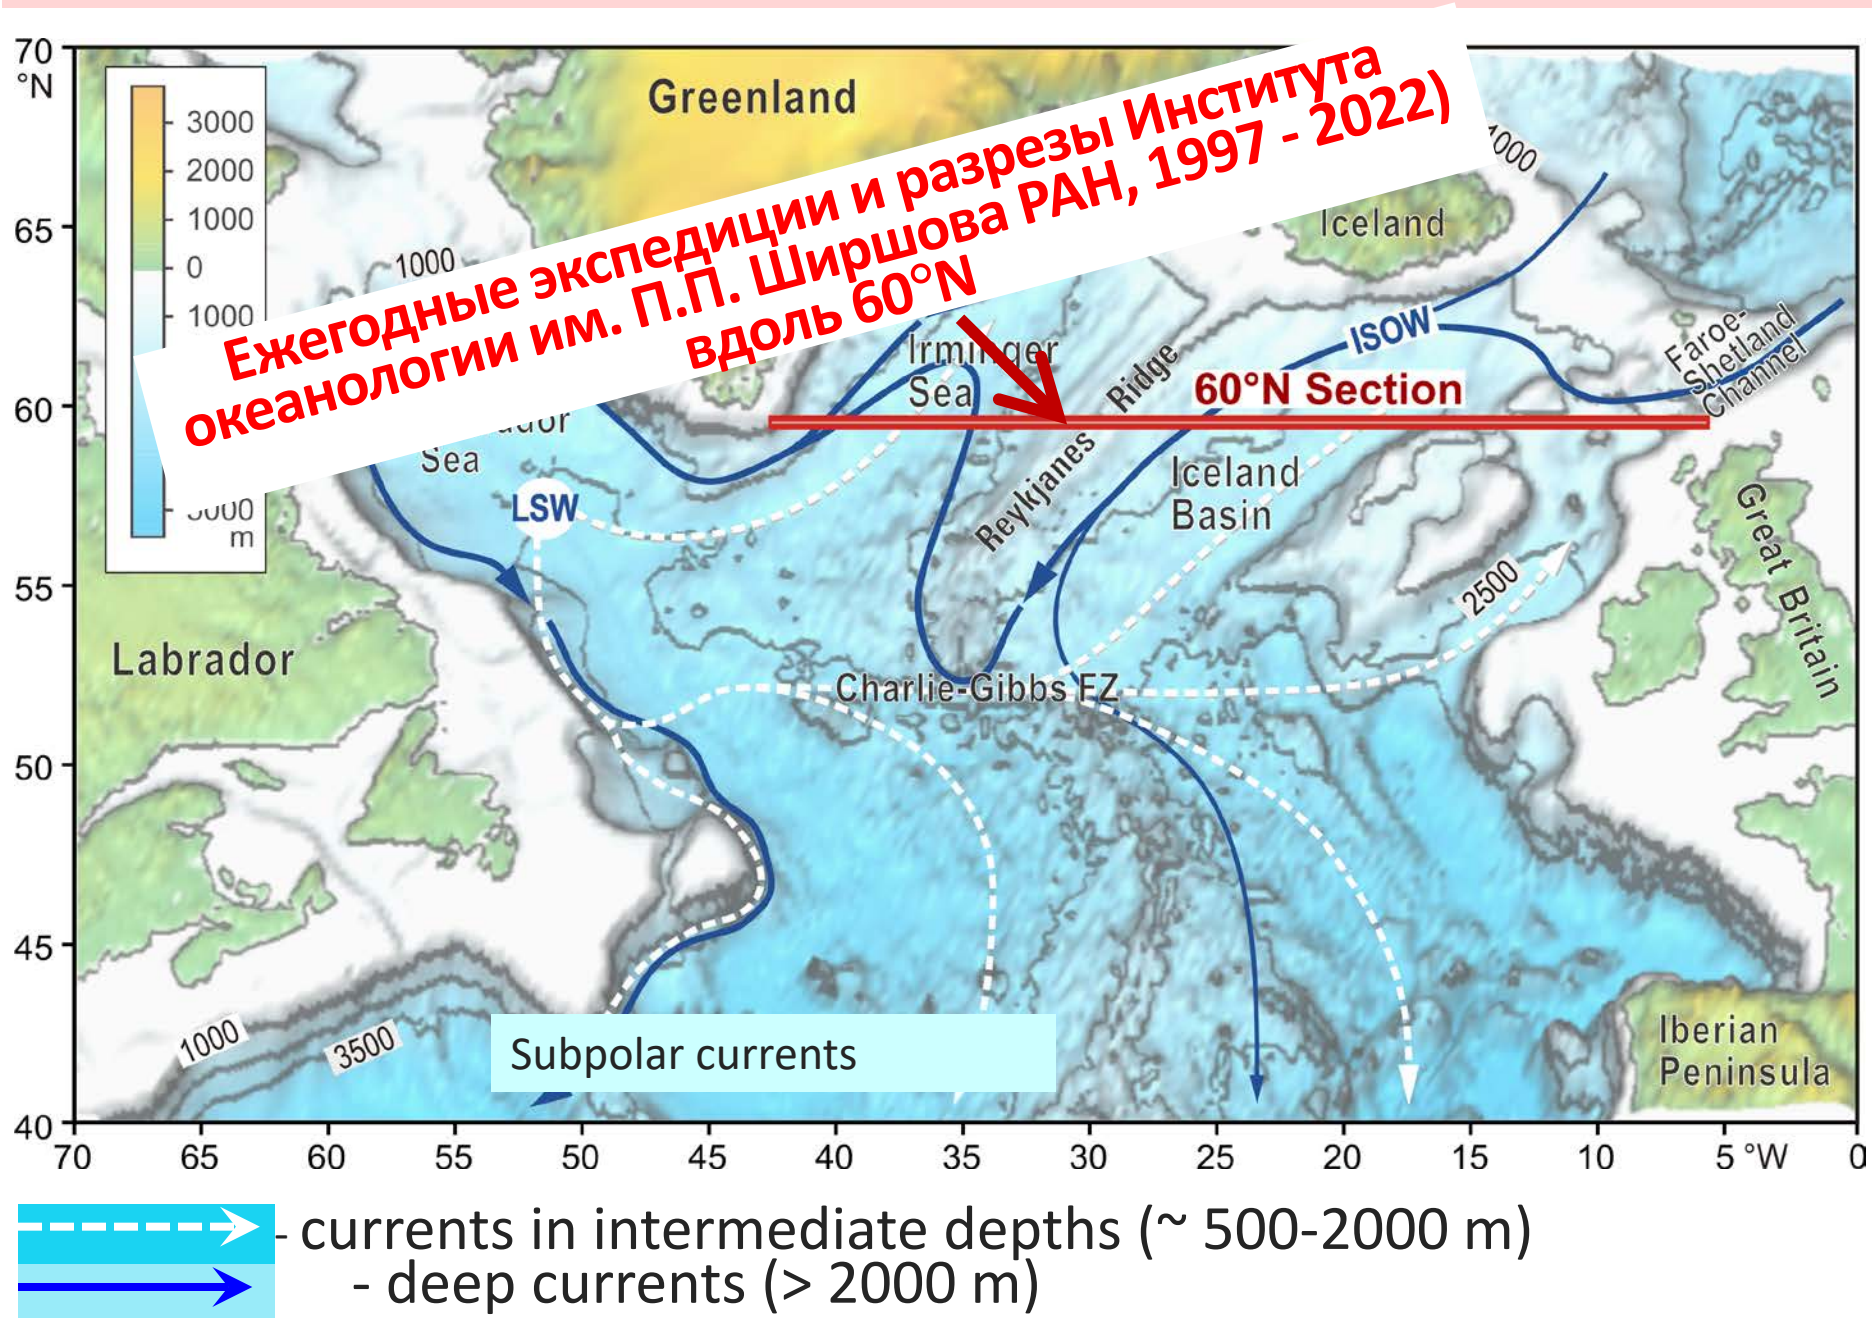 70
°N
65
60
55
50
45
40
70
65
60
55
50
45
40
35
30
25
20
15
10
5 °W
0
3000
2000
1000
0
1000
m
Ежегодные экспедиции и разрезы Института
океанологии им. П.П. Ширшова РАН, 1997 - 2022)
вдоль 60°N
Greenland
Iceland
1000
Irminger
Sea
Reykjanes
Ridge
ISOW
60°N Section
Faroe-
Shetland
Channel
Sea
LSW
Iceland
Basin
2500
Great Britain
Labrador
Charlie-Gibbs FZ
1000
3500
Iberian
Peninsula
Subpolar currents
- currents in intermediate depths (~ 500-2000 m)
- deep currents (> 2000 m)